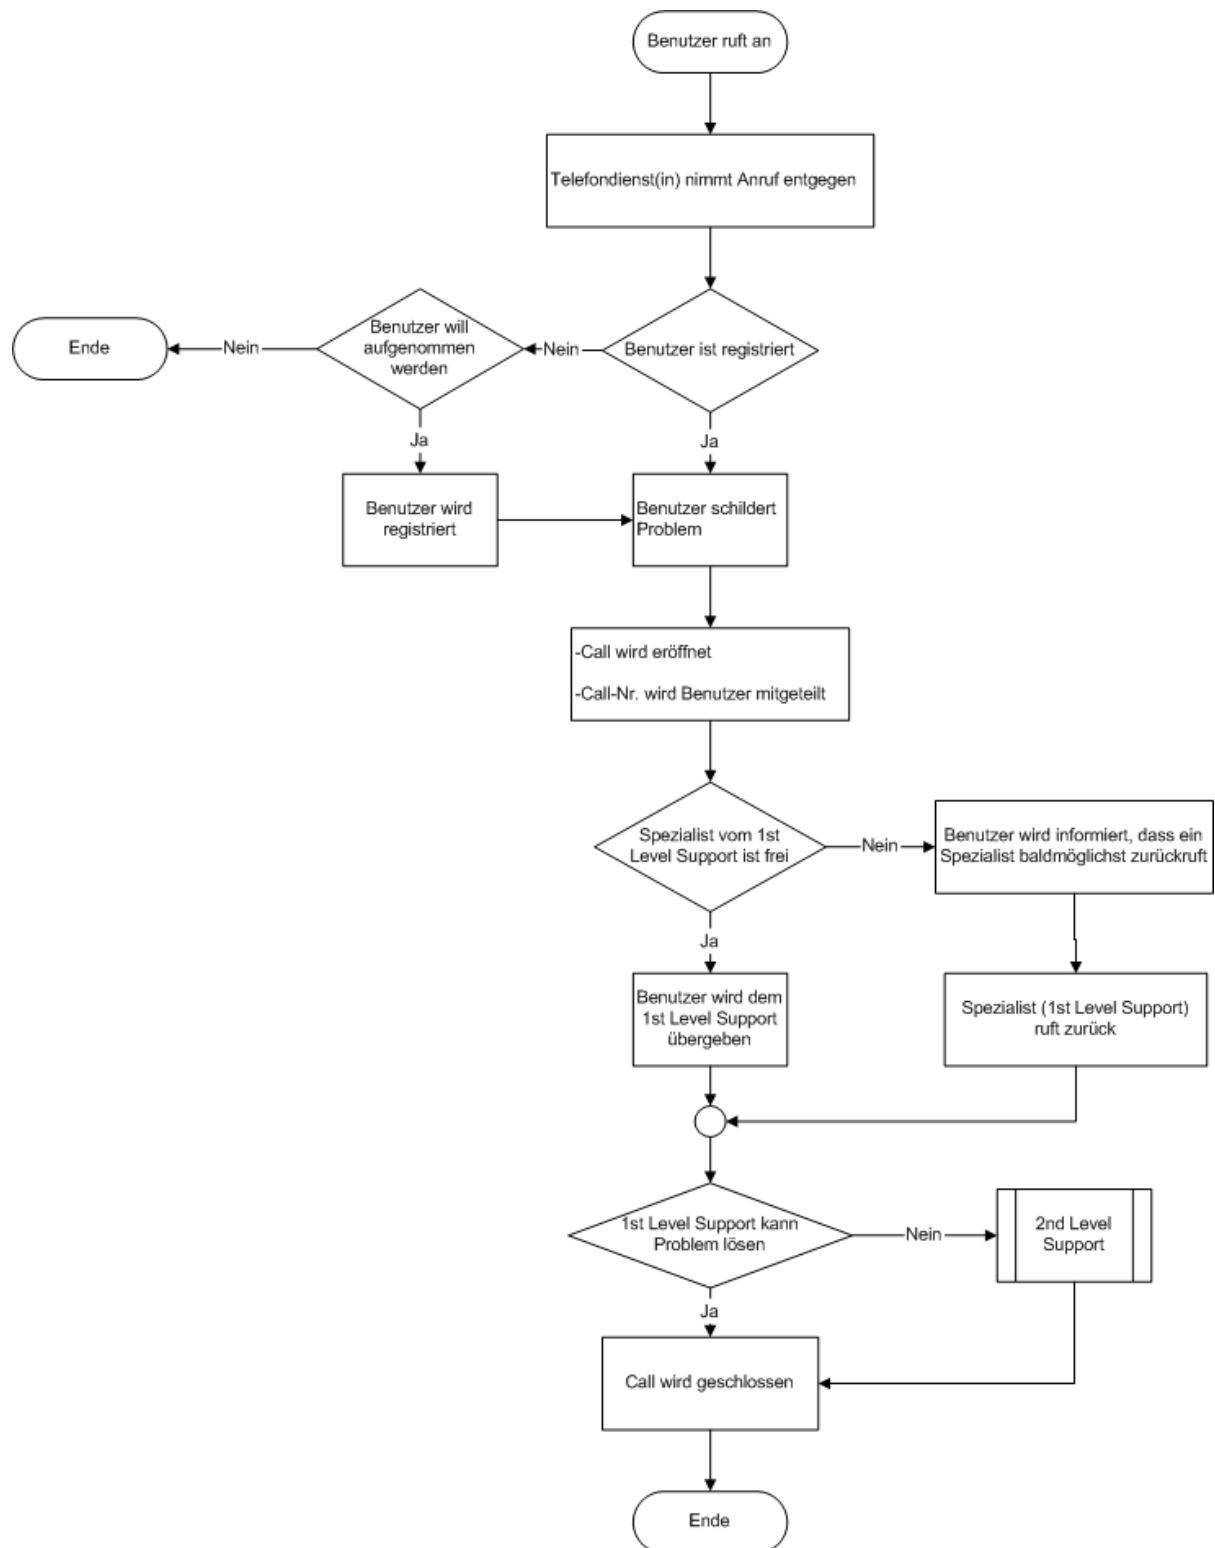 Benutzer ruft an
Telefondienst(in) nimmt Anruf entgegen
Ende
Nein
Benutzer will
aufgenommen
werden
Nein
Benutzer ist registriert
Ja
Ja
Benutzer wird
registriert
Benutzer schildert
Problem
-Call wird eröffnet
-Call-Nr. wird Benutzer mitgeteilt
Spezialist vom 1st
Level Support ist frei
Nein
Benutzer wird informiert, dass ein
Spezialist baldmöglichst zurückruft
Ja
Benutzer wird dem
1st Level Support
übergeben
Spezialist (1st Level Support)
ruft zurück
1st Level Support kann
Problem lösen
Nein
2nd Level
Support
Ja
Call wird geschlossen
Ende